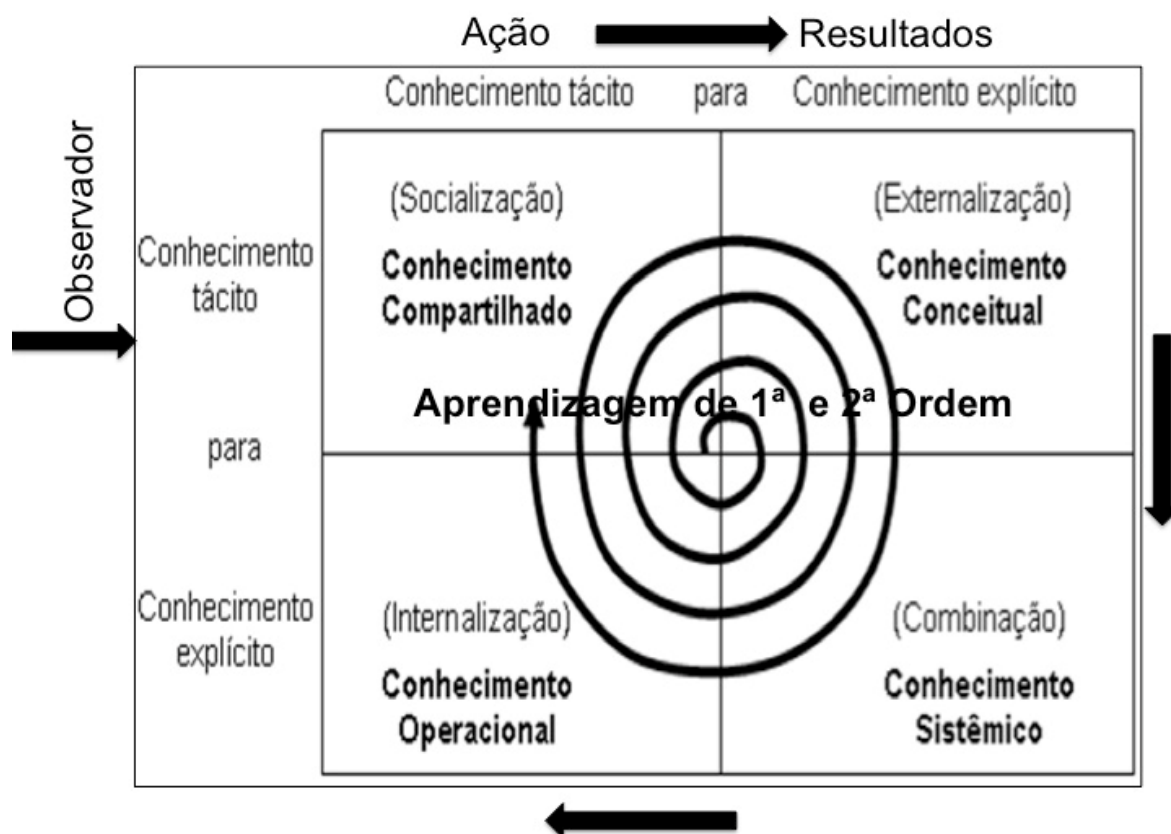 Ação Resultados
Conhecimento tácito para Conhecimento explícito
Observador
(Socialização)
Conhecimento
Compartilhado
(Externalização)
Conhecimento
Conceitual
Conhecimento
tácito
Aprendizagem de 1ª e 2ª Ordem
para
Conhecimento
explícito
(Internalização)
Conhecimento
Operacional
(Combinação)
Conhecimento
Sistêmico